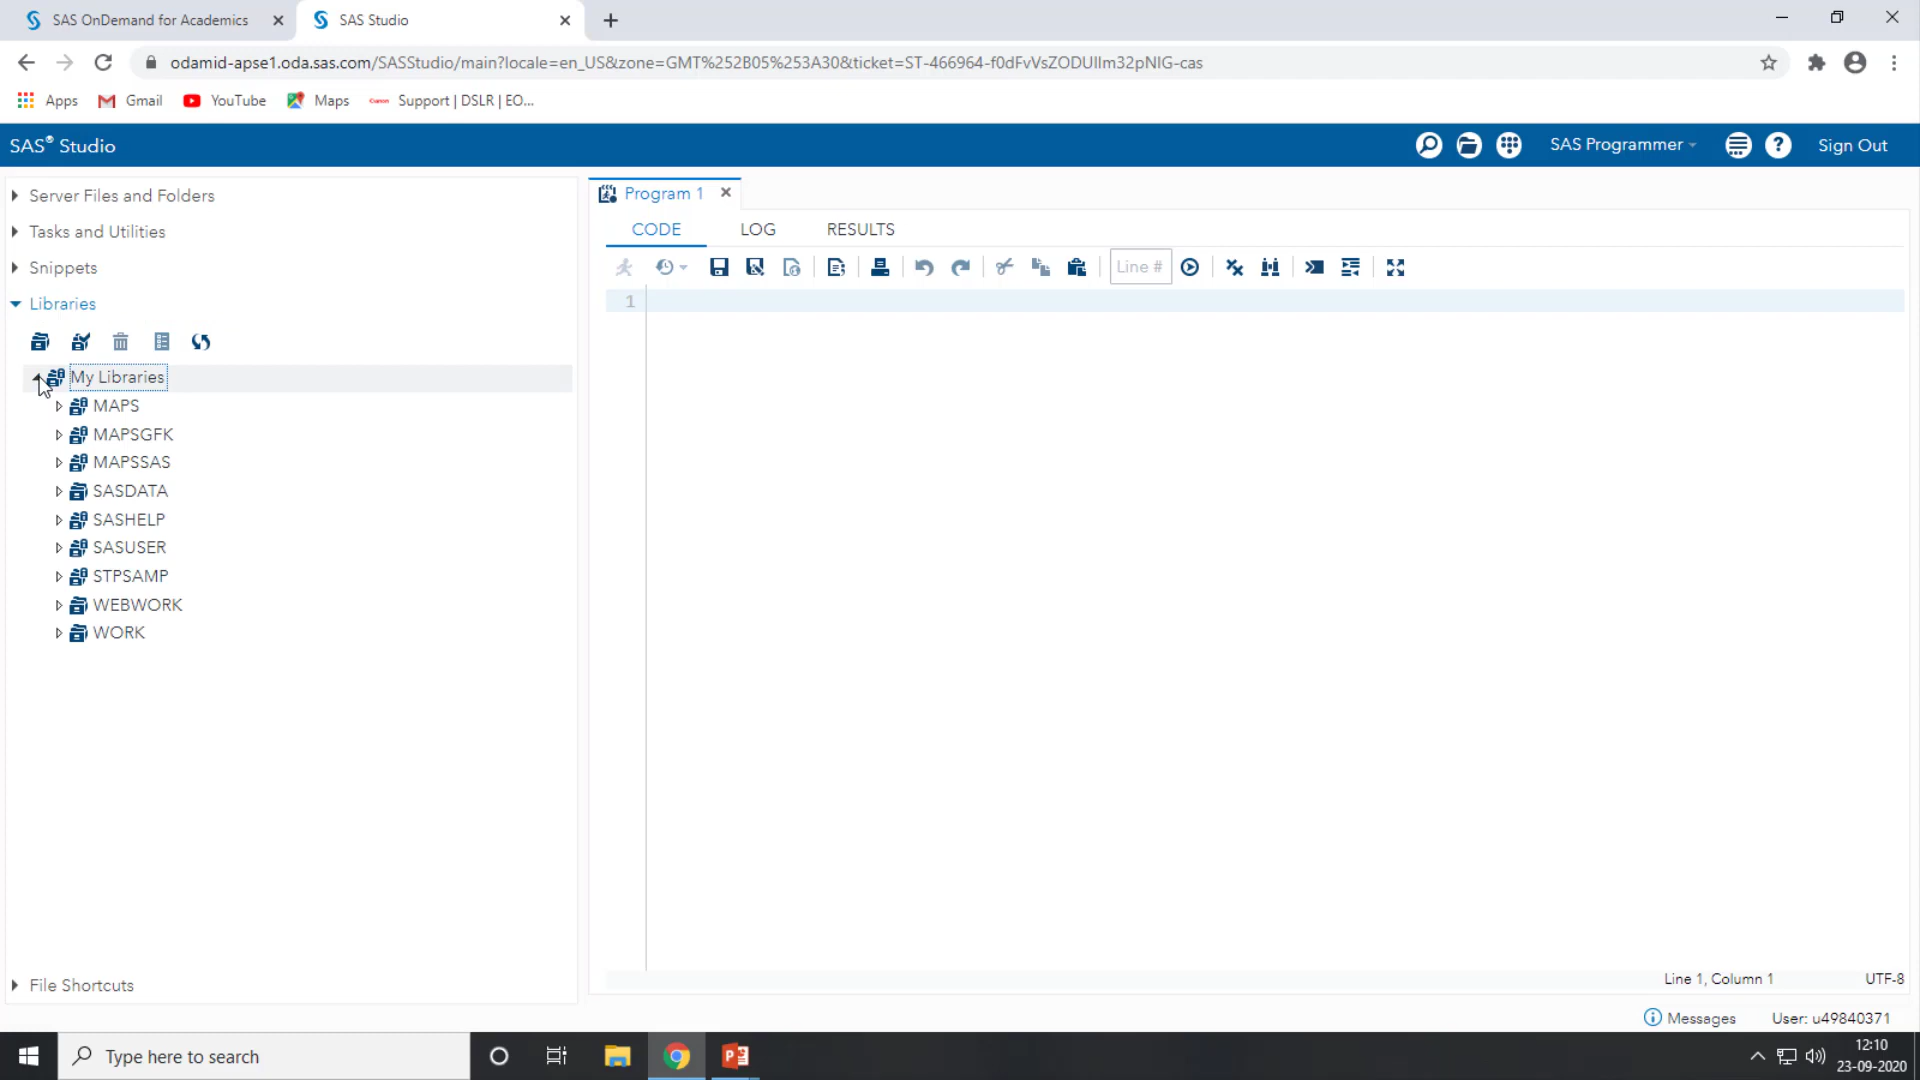 SAS OnDemand for Academics
SAS Studio
odamid-apse1.oda.sas.com/SASStudio/main?locale=en_US&zone=GMT%252B05%253A30&ticket=ST-466964-f0dFvVsZODUIIm32pNIG-cas
Apps Gmail YouTube Maps Canon Support | DSLR | EO...
SAS® Studio
SAS Programmer ? Sign Out
Server Files and Folders
Tasks and Utilities
Snippets
Libraries
My Libraries
MAPS
MAPSGFK
MAPSSAS
SASDATA
SASHELP
SASUSER
STPSAMP
WEBWORK
WORK
File Shortcuts
Program 1
CODE LOG RESULTS
Line #
1
Line 1, Column 1 UTF-8
Messages User: u49840371
Type here to search
12:10
23-09-2020